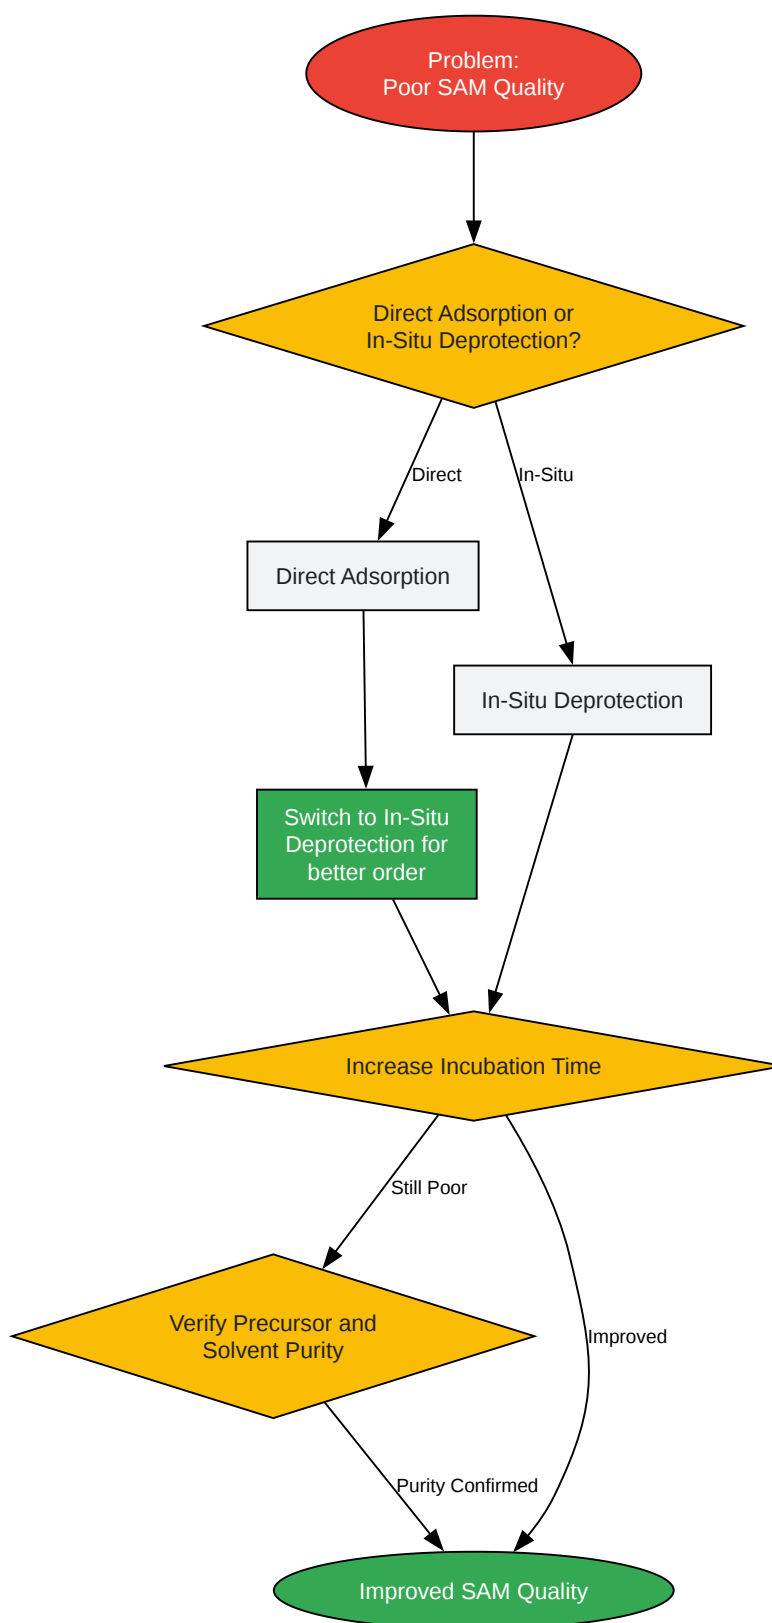 Problem:
Poor SAM Quality
Direct Adsorption or
In-Situ Deprotection?
Direct
In-Situ
Direct Adsorption
In-Situ Deprotection
Switch to In-Situ
Deprotection for
better order
Increase Incubation Time
Still Poor
Verify Precursor and
Solvent Purity
Improved
Purity Confirmed
Improved SAM Quality